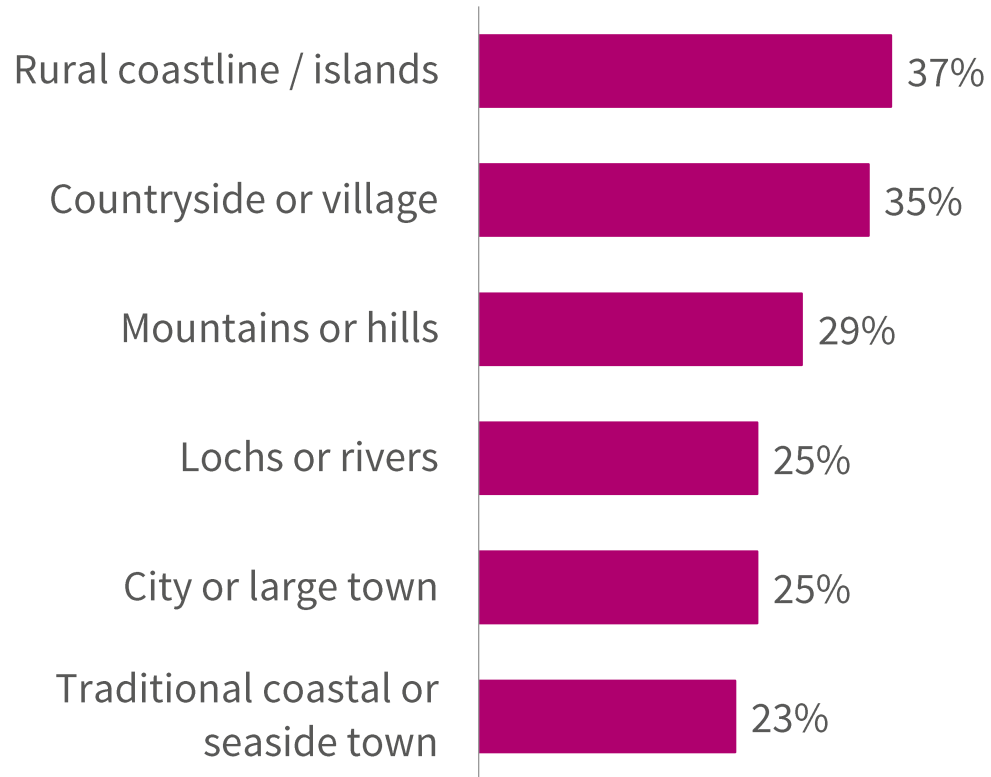 Rural coastline / islands 37%
Countryside or village 35%
Mountains or hills 29%
Lochs or rivers 25%
City or large town 25%
Traditional coastal or
seaside town 23%